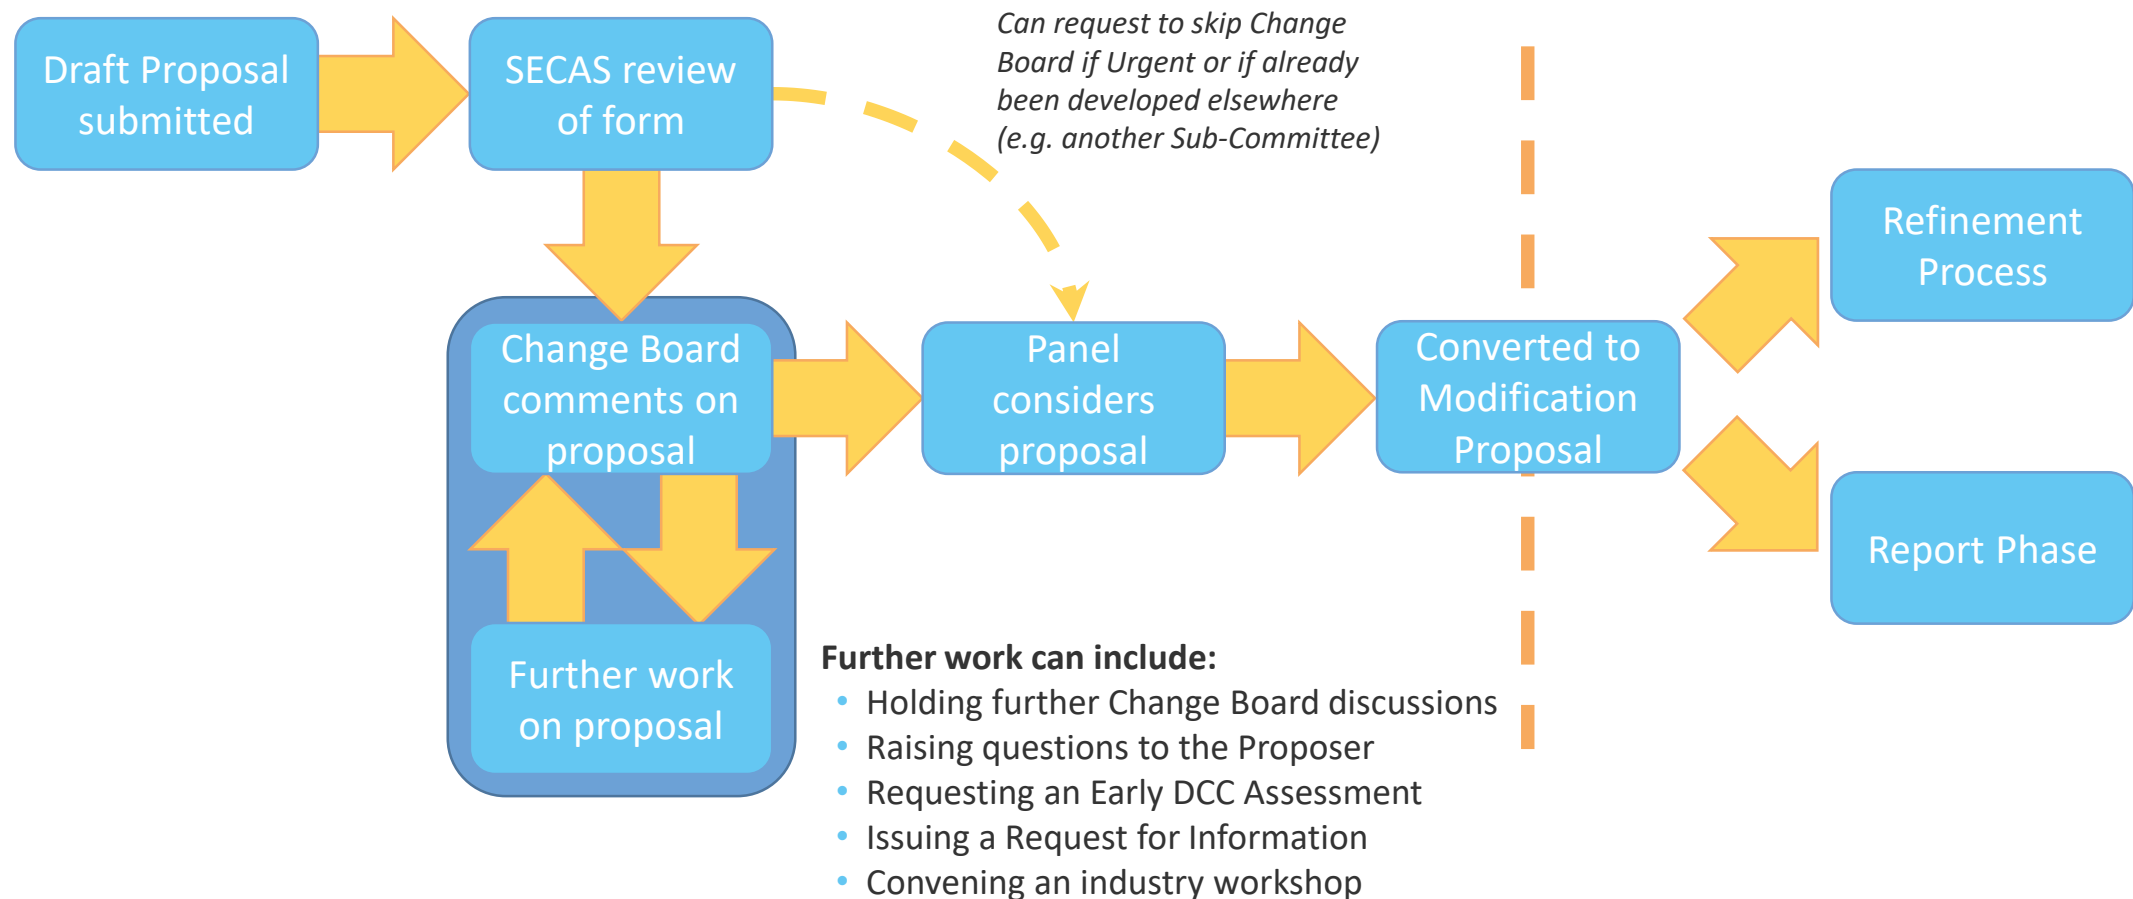 Draft Proposal
submitted
SECAS review
of form
Can request to skip Change
Board if Urgent or if already
been developed elsewhere
(e.g. another Sub-Committee)
Change Board
comments on
proposal
Further work
on proposal
Panel
considers
proposal
Converted to
Modification
Proposal
Refinement
Process
Report Phase
Further work can include:
• Holding further Change Board discussions
• Raising questions to the Proposer
• Requesting an Early DCC Assessment
• Issuing a Request for Information
• Convening an industry workshop